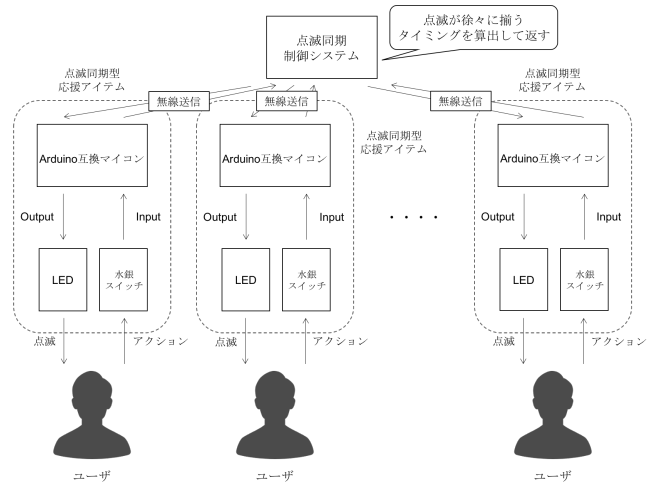 点滅同期
制御システム
点滅が徐々に揃う
タイミングを算出して返す
点滅同期型
応援アイテム
無線送信
無線送信
無線送信
点滅同期型
応援アイテム
点滅同期型
応援アイテム
Arduino互換マイコン
Arduino互換マイコン
Arduino互換マイコン
Output
Input
Output
Input
・・・・
Output
Input
LED
水銀
スイッチ
LED
水銀
スイッチ
LED
水銀
スイッチ
点滅
アクション
点滅
アクション
点滅
アクション
ユーザ
ユーザ
ユーザ